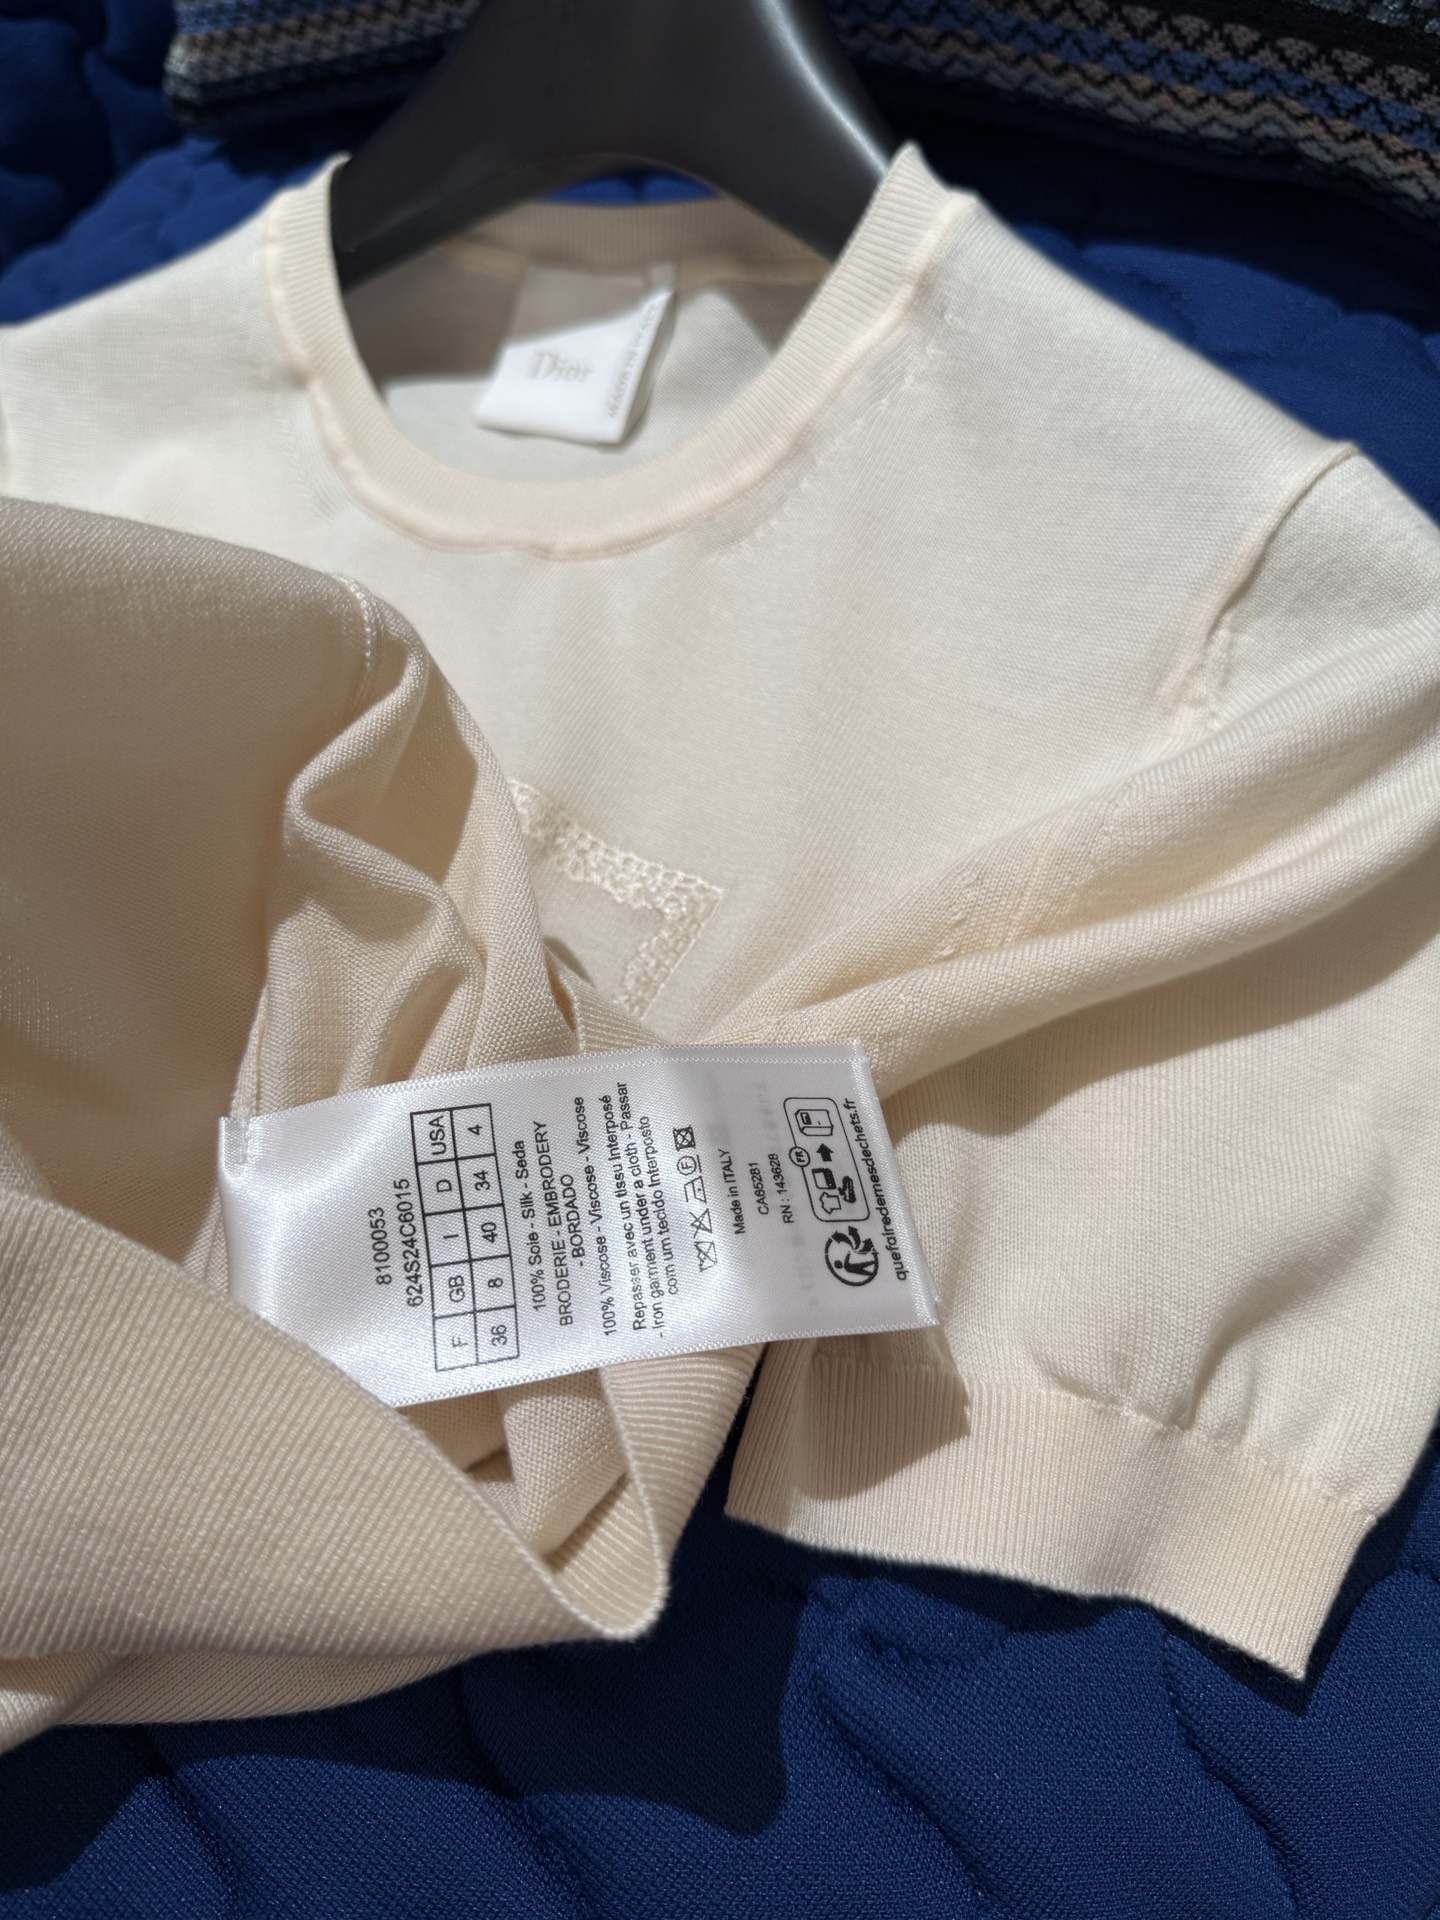 Dior
8100053
624S24C6015
F GB I D USA
36 8 40 34 4
100% Soie - Silk - Seda
BRODERIE - EMBRODERY
- BORDADO
100% Viscose - Viscose - Viscose
Repasser avec un tissu interposé
- Iron garment under a cloth - Passar
com um tecido interposto
Made in ITALY
CA65281
RN : 143628
FR
quefairedemesdechets.fr